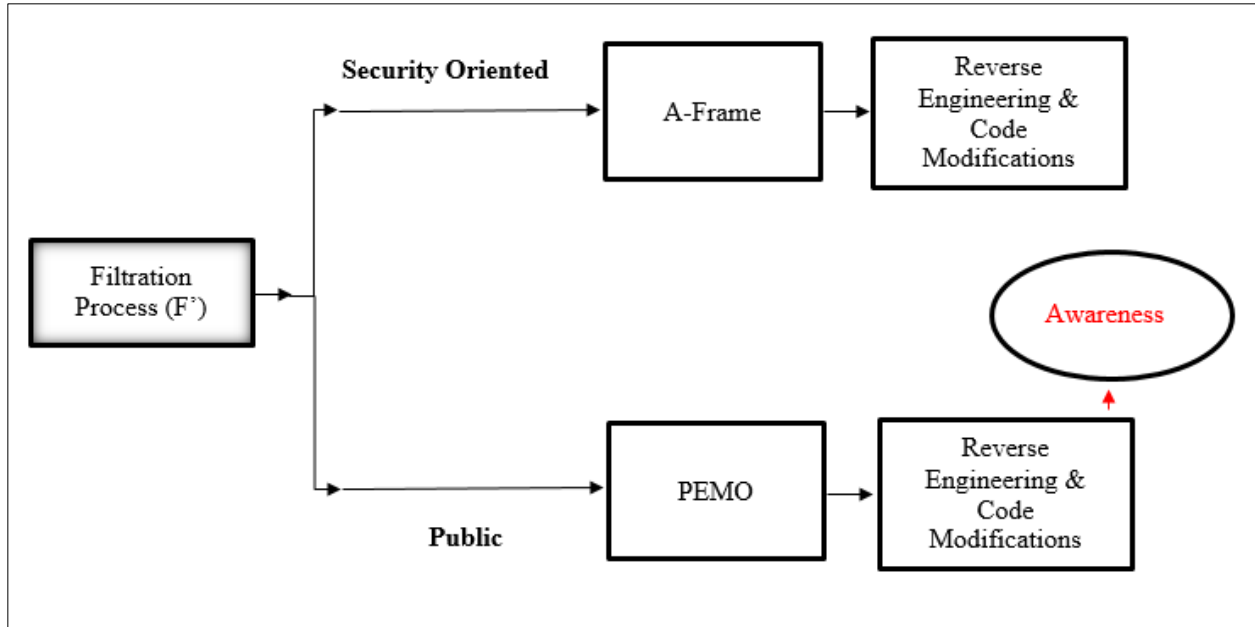 Security Oriented
A-Frame
Reverse
Engineering &
Code
Modifications
Filtration
Process (F’)
Awareness
PEMO
Reverse
Engineering &
Code
Modifications
Public